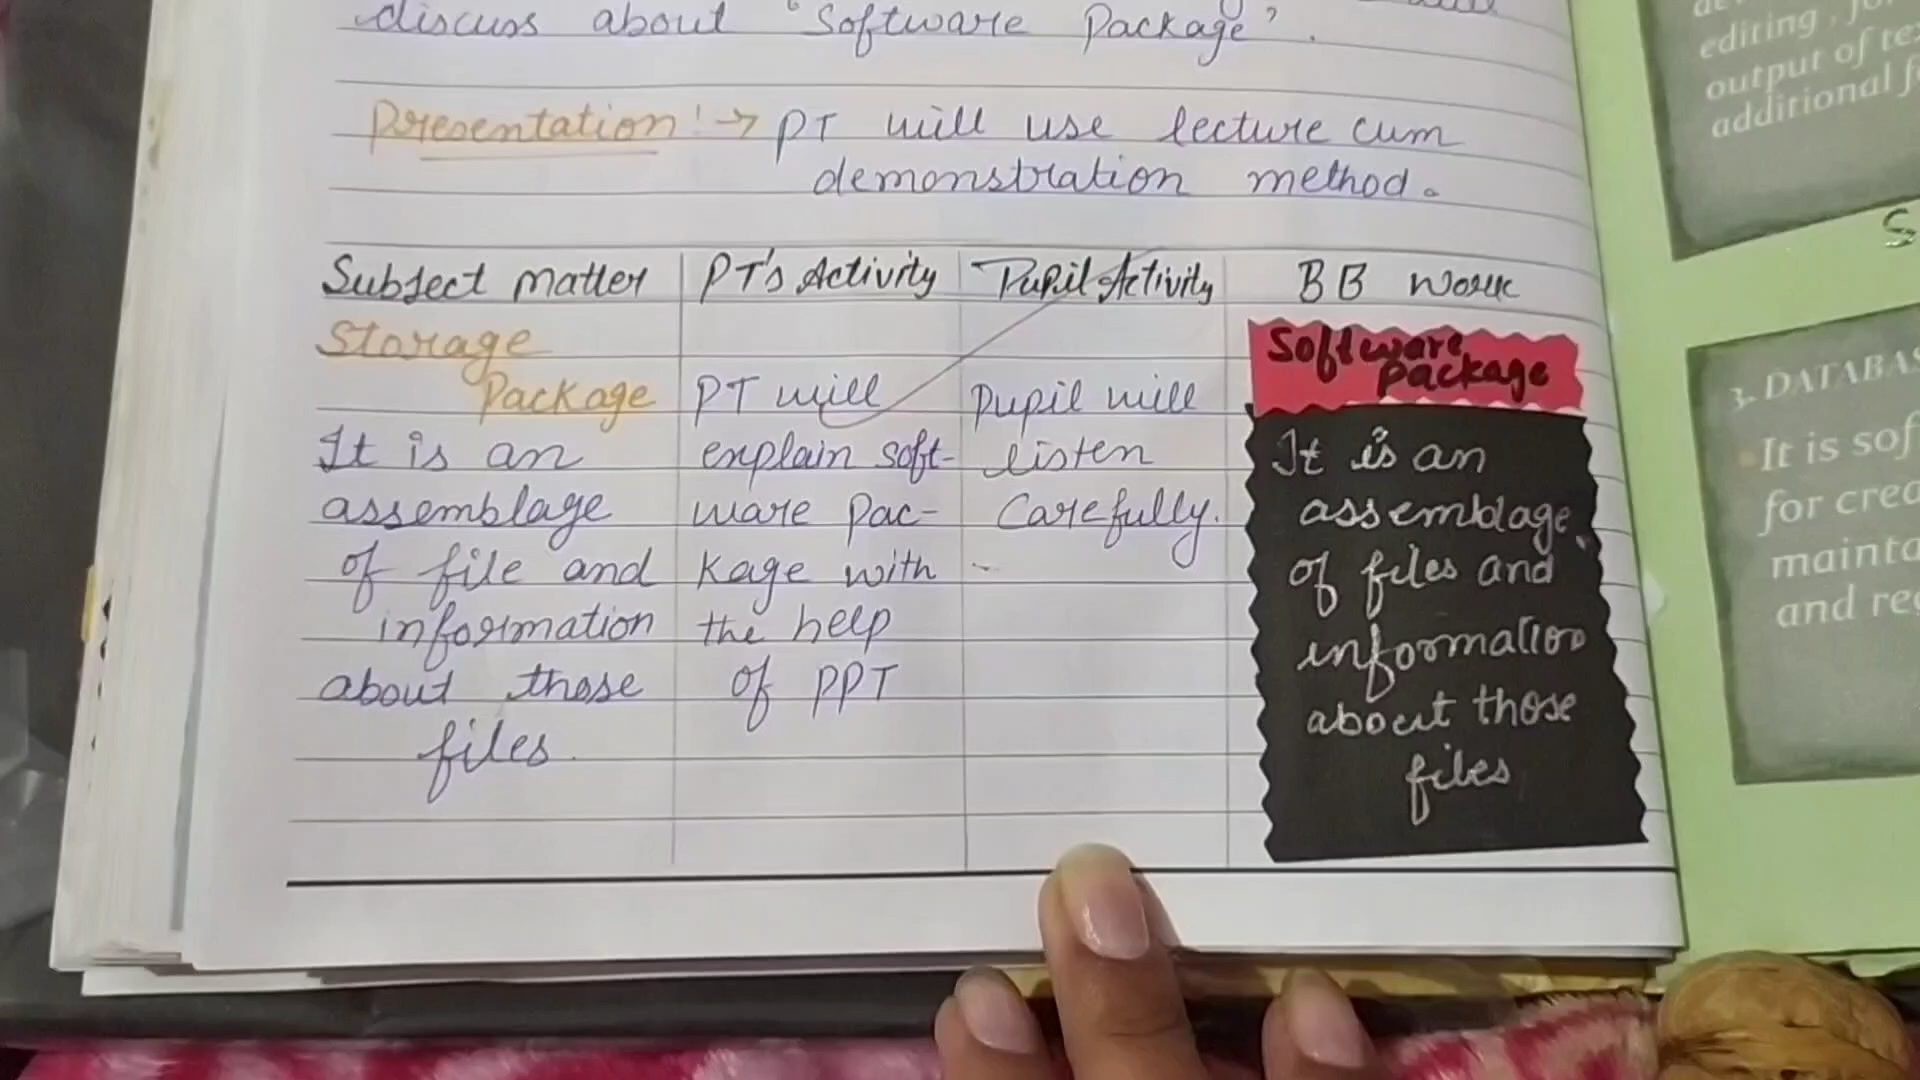 discuss about "Software Package".
Presentation :→ PT will use lecture cum
demonstration method.
Subject matter
Storage
Package
It is an
assemblage
of file and
information
about those
files.
PT's Activity
PT will
explain soft-
ware Pac-
kage with
the help
of PPT
Pupil Activity
Pupil will
listen
Carefully.
BB Work
Software
Package
It is an
assemblage
of files and
information
about those
files
editing,
output of
additional
S
3. DATABAS
It is sof
for crea
mainta
and reg